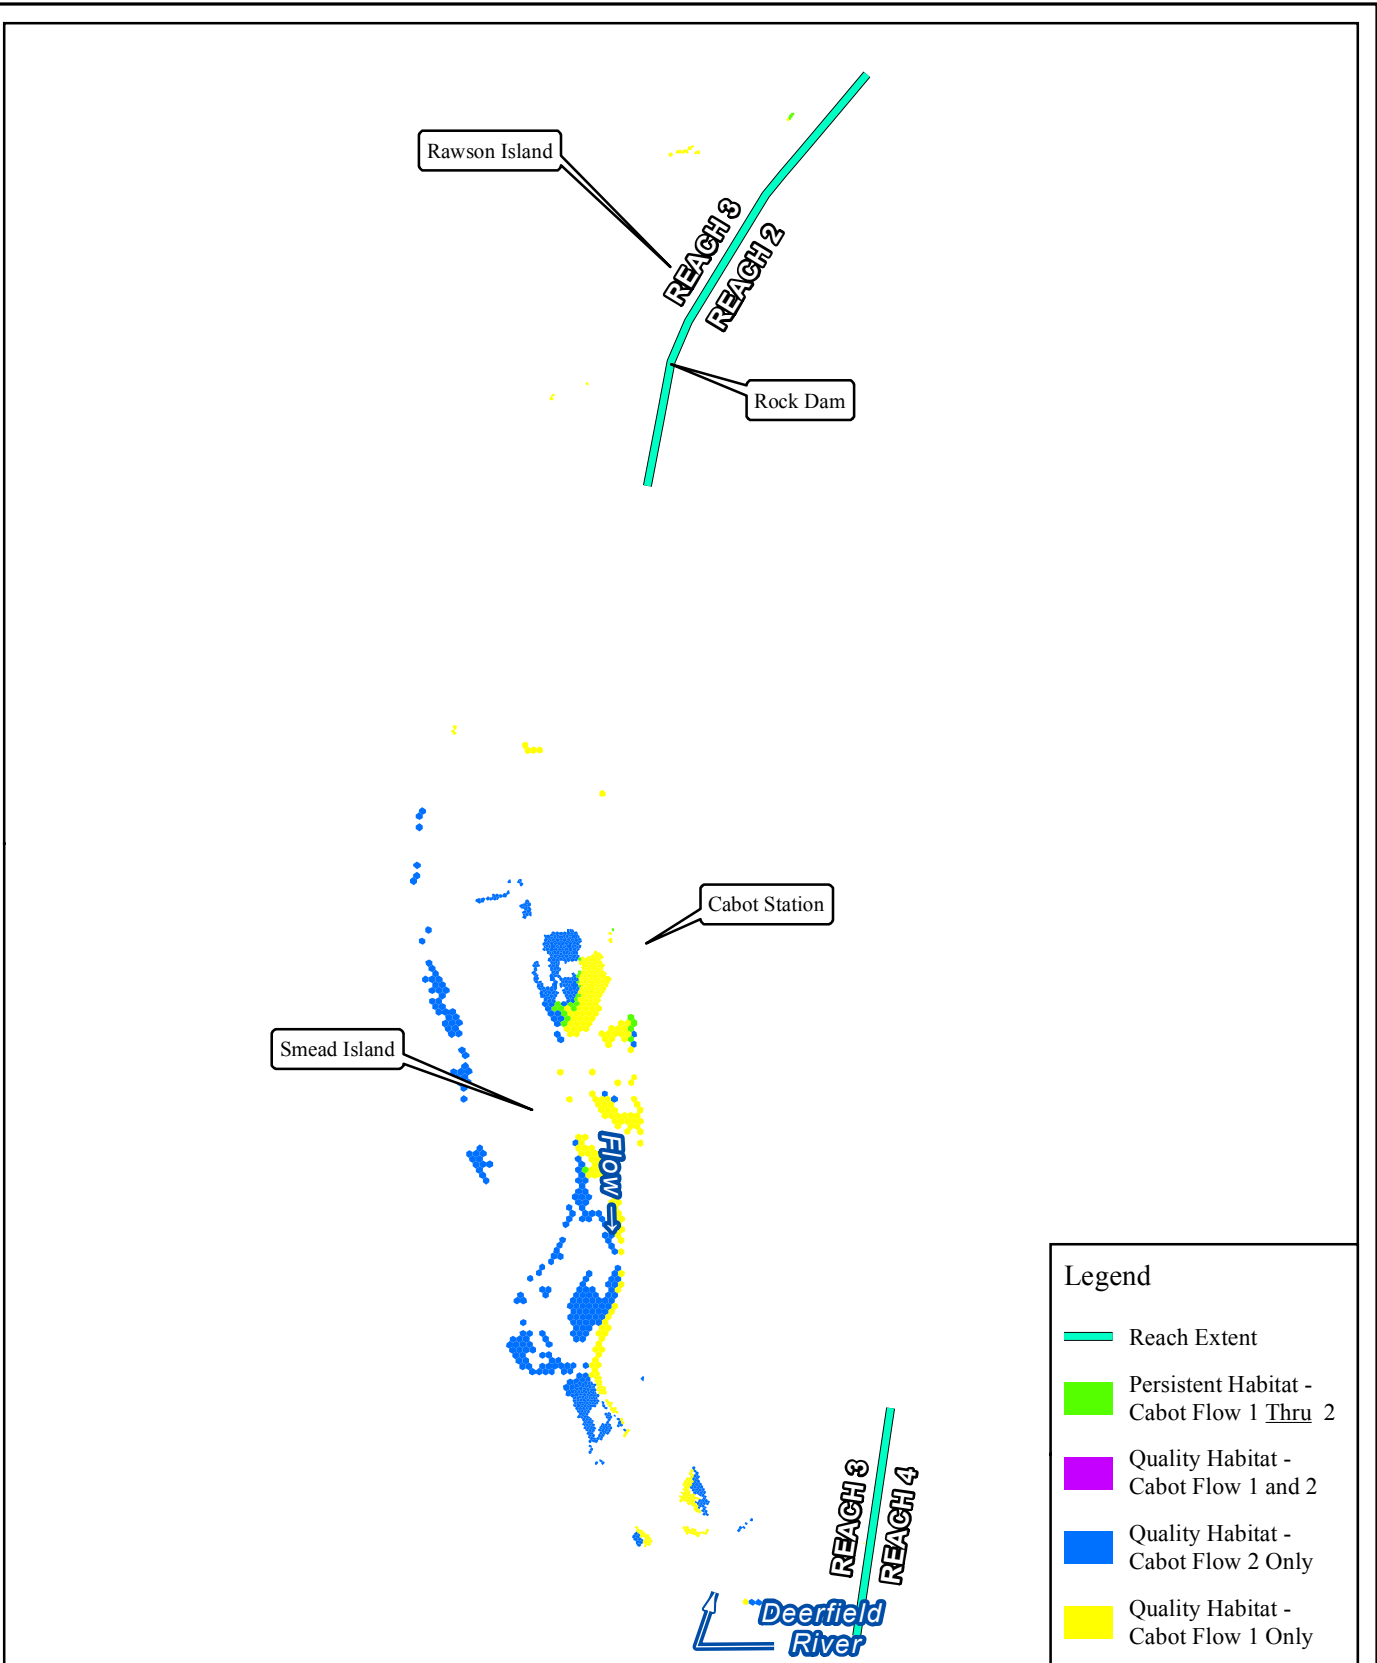 Rawson Island
REACH 3
REACH 2
Rock Dam
Cabot Station
Smead Island
Flow
REACH 3
REACH 4
Deerfield
River
Legend
Reach Extent
Persistent Habitat -
Cabot Flow 1 Thru 2
Quality Habitat -
Cabot Flow 1 and 2
Quality Habitat -
Cabot Flow 2 Only
Quality Habitat -
Cabot Flow 1 Only